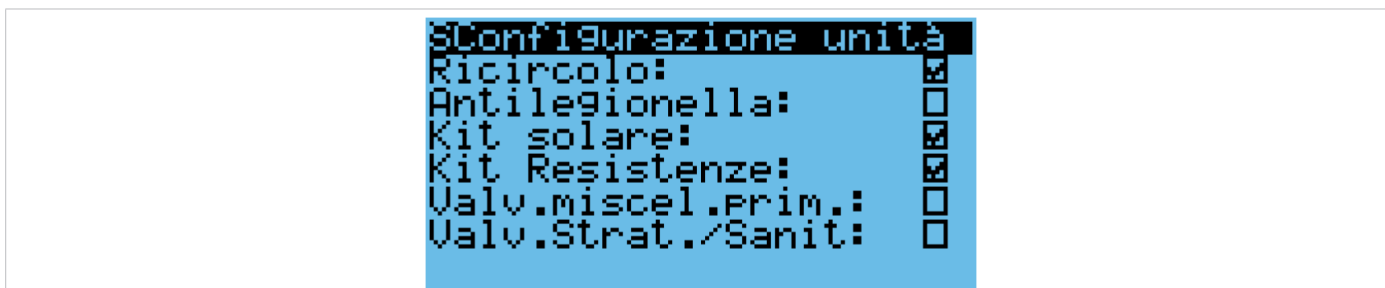 SConfigurazione unità
Ricircolo: ☑
Antilegionella: ☐
Kit solare: ☑
Kit Resistenze: ☑
Valv.miscel.prim.: ☐
Valv.Strat./Sanit: ☐